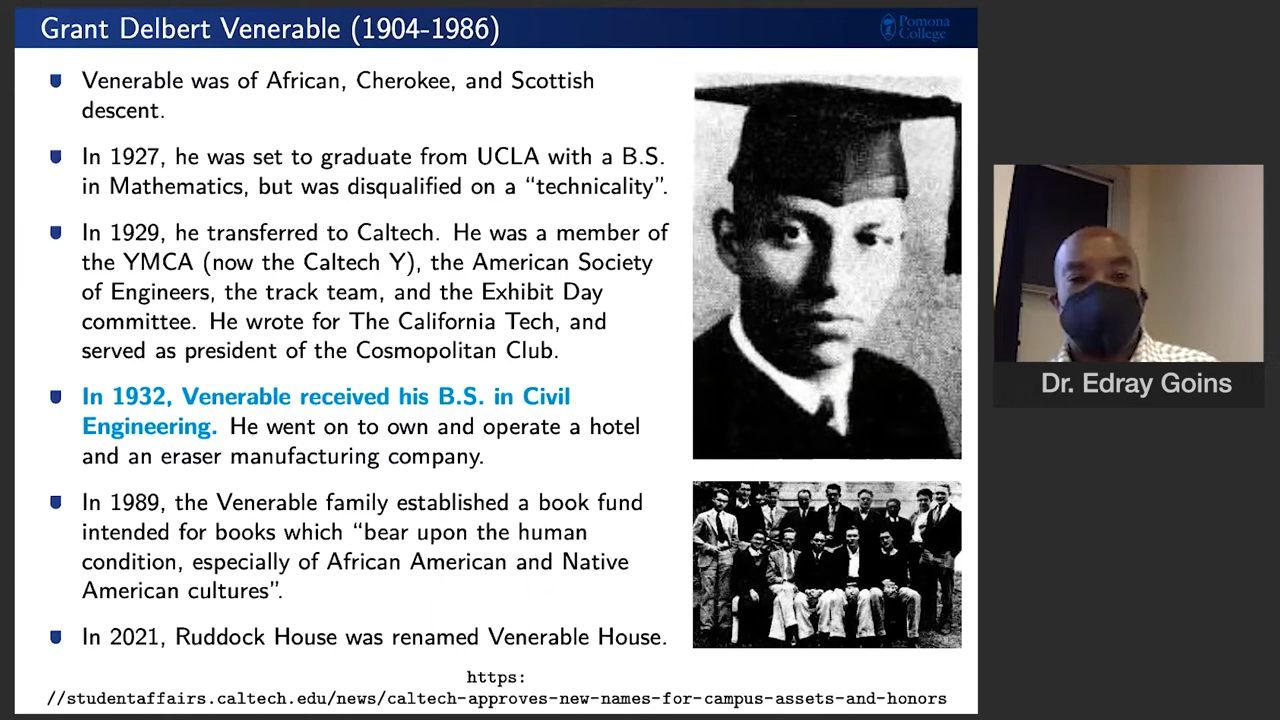 Grant Delbert Venerable (1904-1986)
Pomona
College
Venerable was of African, Cherokee, and Scottish
descent.
In 1927, he was set to graduate from UCLA with a B.S.
in Mathematics, but was disqualified on a “technicality”.
In 1929, he transferred to Caltech. He was a member of
the YMCA (now the Caltech Y), the American Society
of Engineers, the track team, and the Exhibit Day
committee. He wrote for The California Tech, and
served as president of the Cosmopolitan Club.
In 1932, Venerable received his B.S. in Civil
Engineering. He went on to own and operate a hotel
and an eraser manufacturing company.
In 1989, the Venerable family established a book fund
intended for books which “bear upon the human
condition, especially of African American and Native
American cultures”.
In 2021, Ruddock House was renamed Venerable House.
https:
//studentaffairs.caltech.edu/news/caltech-approves-new-names-for-campus-assets-and-honors
Dr. Edray Goins